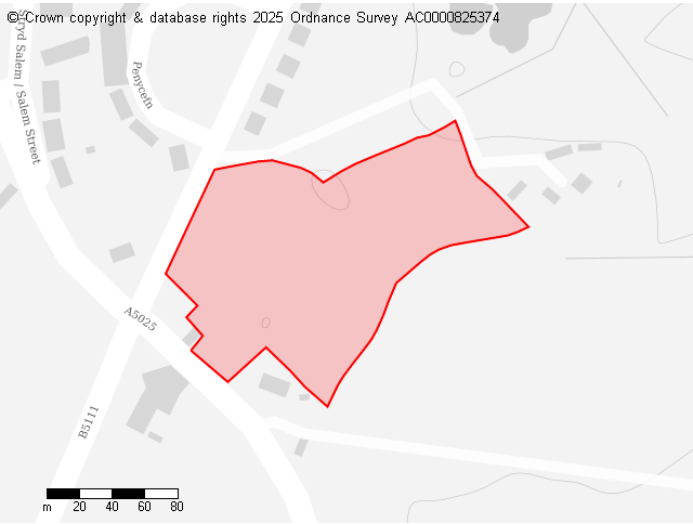 © Crown copyright & database rights 2025 Ordnance Survey AC0000825374
Stryd Salem / Salem Street
Penycefn
A5025
B5111
m 20 40 60 80